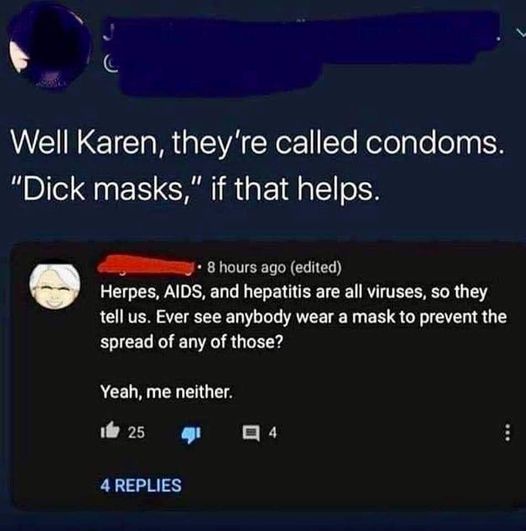 Well Karen, they're called condoms.
"Dick masks," if that helps.
• 8 hours ago (edited)
Herpes, AIDS, and hepatitis are all viruses, so they
tell us. Ever see anybody wear a mask to prevent the
spread of any of those?
Yeah, me neither.
25
4
4 REPLIES